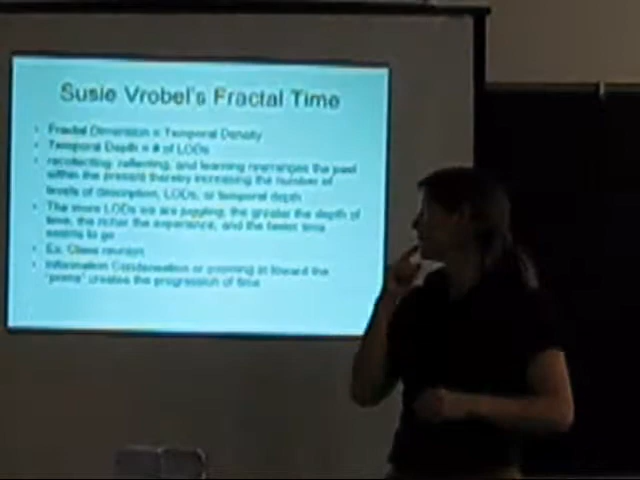 Susie Vrobel's Fractal Time
• Fractal Dimension = Temporal Density
• Temporal Depth = # of LODs
• recollecting, reflecting, and learning rearranges the past
within the present thereby increasing the number of
levels of description, LODs, or temporal depth
• The more LODs we are juggling, the greater the depth of
time, the richer the experience, and the faster time
seems to go
• Ex. Class reunion
• Information Condensation or zooming in toward the
"prime" creates the progression of time